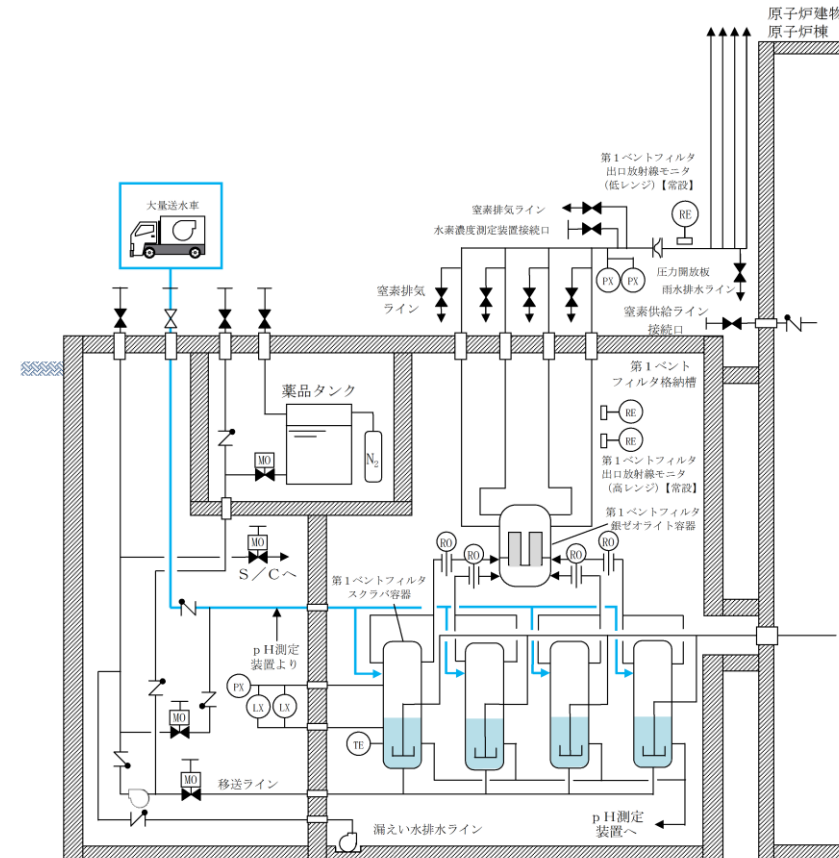 原子炉建物
原子炉棟
第1ベントフィルタ
出口放射線モニタ
(低レンジ)【常設】
RE
大量送水車
窒素排気ライン
水素濃度測定装置接続口
PX
PX
圧力開放板
雨水排水ライン
窒素排気
ライン
窒素供給ライン
接続口
第1ベント
フィルタ格納槽
薬品タンク
RE
RE
N2
MO
第1ベントフィルタ
出口放射線モニタ
(高レンジ)【常設】
第1ベントフィルタ
銀ゼオライト容器
MO
S/Cへ
RO
RO
RO
RO
第1ベントフィルタ
スクラバ容器
pH測定
装置より
PX
LX
LX
MO
TE
MO
移送ライン
漏えい水排水ライン
pH測定
装置へ